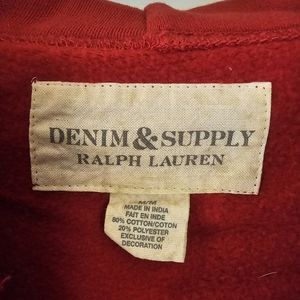 DENIM & SUPPLY
RALPH LAUREN
M/M
MADE IN INDIA
FAIT EN INDE
80% COTTON/COTON
20% POLYESTER
EXCLUSIVE OF
DECORATION